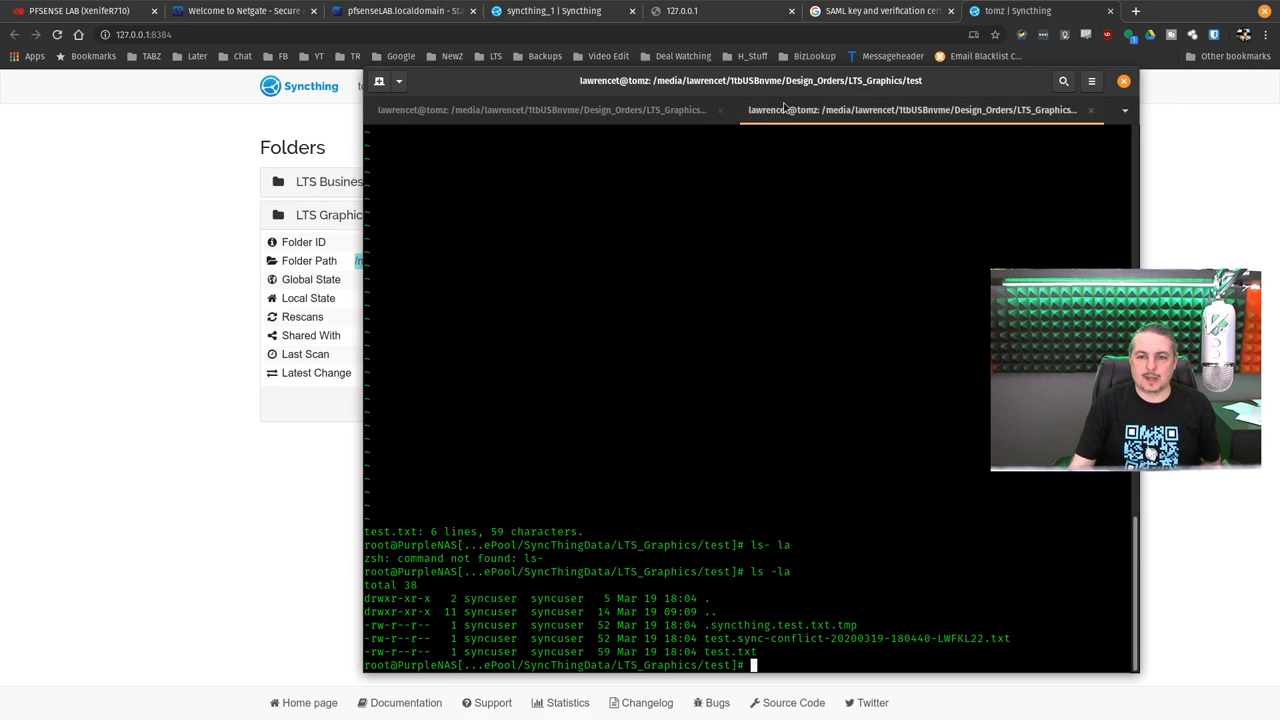 PFSENSE LAB (XenifeR710)
Welcome to Netgate - Secure
pfsenseLAB.localdomain - Sta
syncthing_1 | Syncthing
127.0.0.1
SAML key and verification cert
tomz | Syncthing
127.0.0.1:8384
Bookmarks
TABZ
Later
Chat
FB
YT
TR
Google
NewZ
LTS
Backups
Video Edit
Deal Watching
H_Stuff
BizLookup
Messageheader
Email Blacklist C...
Other bookmarks
Syncthing
lawrencet@tomz: /media/lawrencet/1tbUSBnvme/Design_Orders/LTS_Graphics/test
lawrencet@tomz: /media/lawrencet/1tbUSBnvme/Design_Orders/LTS_Graphics...
lawrencet@tomz: /media/lawrencet/1tbUSBnvme/Design_Orders/LTS_Graphics...
Folders
LTS Busines
LTS Graphic
Folder ID
Folder Path
Global State
Local State
Rescans
Shared With
Last Scan
Latest Change
test.txt: 6 lines, 59 characters.
root@PurpleNAS[...ePool/SyncThingData/LTS_Graphics/test]# ls- la
zsh: command not found: ls-
root@PurpleNAS[...ePool/SyncThingData/LTS_Graphics/test]# ls -la
total 38
drwxr-xr-x 2 syncuser syncuser 5 Mar 19 18:04 .
drwxr-xr-x 11 syncuser syncuser 14 Mar 19 09:09 ..
-rw-r--r-- 1 syncuser syncuser 52 Mar 19 18:04 .syncthing.test.txt.tmp
-rw-r--r-- 1 syncuser syncuser 52 Mar 19 18:04 test.sync-conflict-20200319-180440-LWFKL22.txt
-rw-r--r-- 1 syncuser syncuser 59 Mar 19 18:04 test.txt
root@PurpleNAS[...ePool/SyncThingData/LTS_Graphics/test]#
Home page
Documentation
Support
Statistics
Changelog
Bugs
Source Code
Twitter